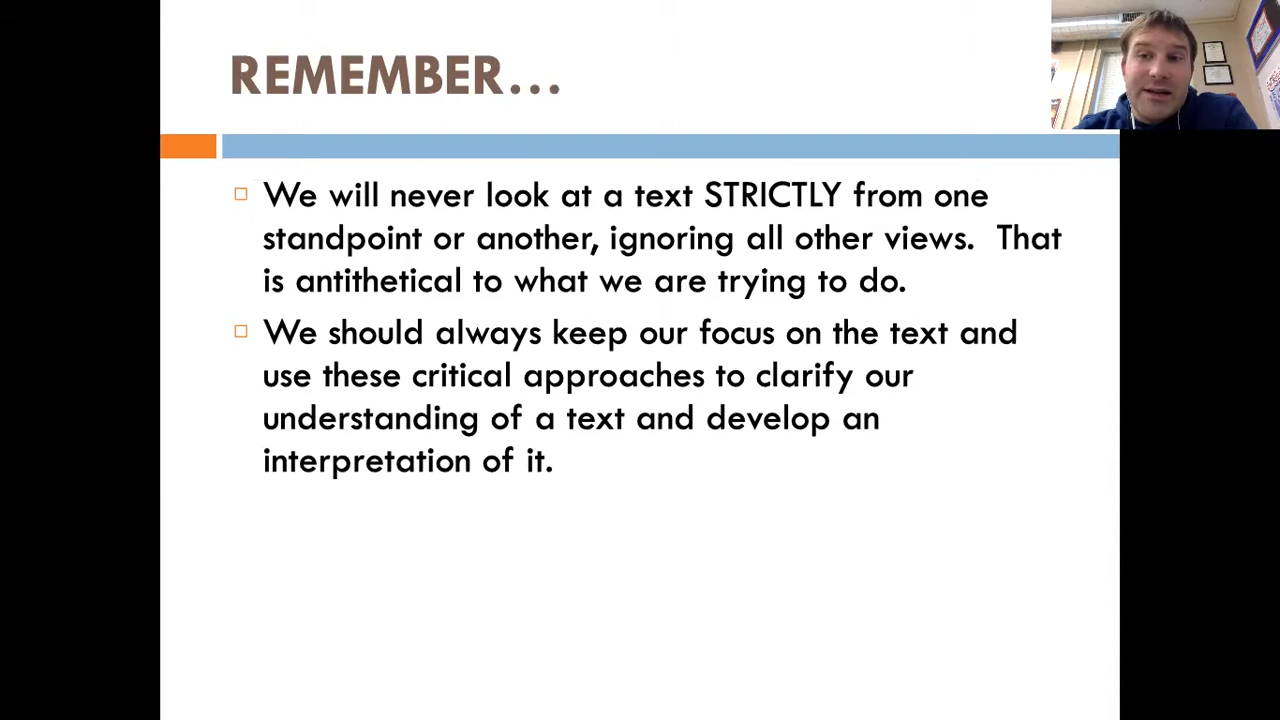 REMEMBER…
We will never look at a text STRICTLY from one
standpoint or another, ignoring all other views.  That
is antithetical to what we are trying to do.
We should always keep our focus on the text and
use these critical approaches to clarify our
understanding of a text and develop an
interpretation of it.